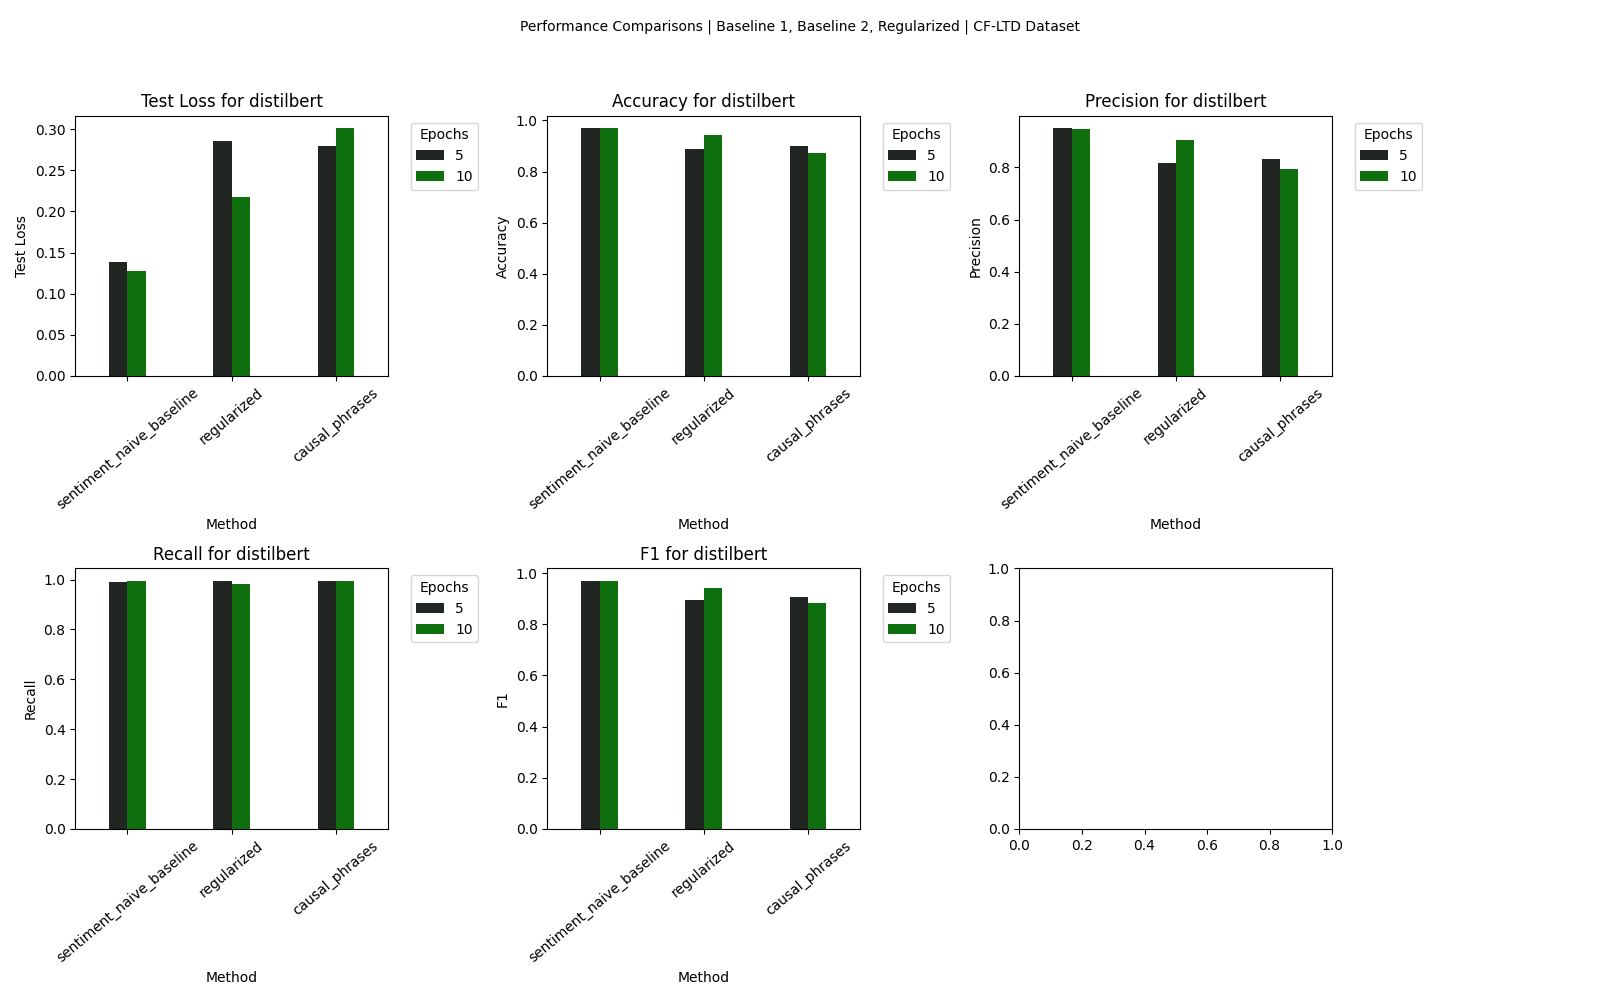 Performance Comparisons | Baseline 1, Baseline 2, Regularized | CF-LTD Dataset
Test Loss for distilbert
Test Loss
0.30
0.25
0.20
0.15
0.10
0.05
0.00
sentiment_naive_baseline
regularized
causal_phrases
Method
Epochs
5
10
Accuracy for distilbert
Accuracy
1.0
0.8
0.6
0.4
0.2
0.0
sentiment_naive_baseline
regularized
causal_phrases
Method
Epochs
5
10
Precision for distilbert
Precision
0.8
0.6
0.4
0.2
0.0
sentiment_naive_baseline
regularized
causal_phrases
Method
Epochs
5
10
Recall for distilbert
Recall
1.0
0.8
0.6
0.4
0.2
0.0
sentiment_naive_baseline
regularized
causal_phrases
Method
Epochs
5
10
F1 for distilbert
F1
1.0
0.8
0.6
0.4
0.2
0.0
sentiment_naive_baseline
regularized
causal_phrases
Method
Epochs
5
10
1.0
0.8
0.6
0.4
0.2
0.0
0.0 0.2 0.4 0.6 0.8 1.0